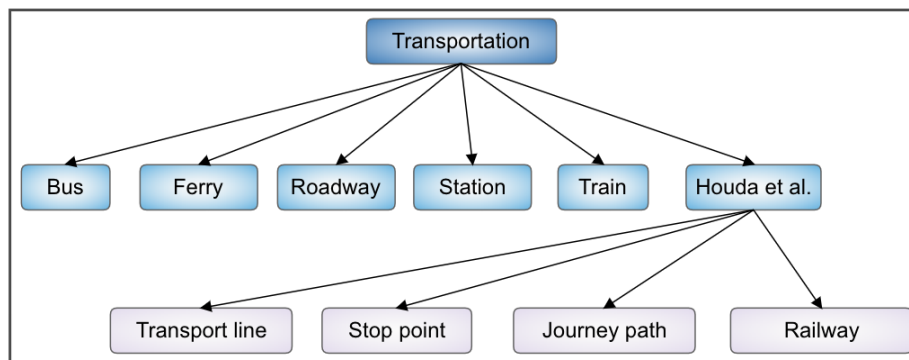 Transportation
Bus
Ferry
Roadway
Station
Train
Houda et al.
Transport line
Stop point
Journey path
Railway